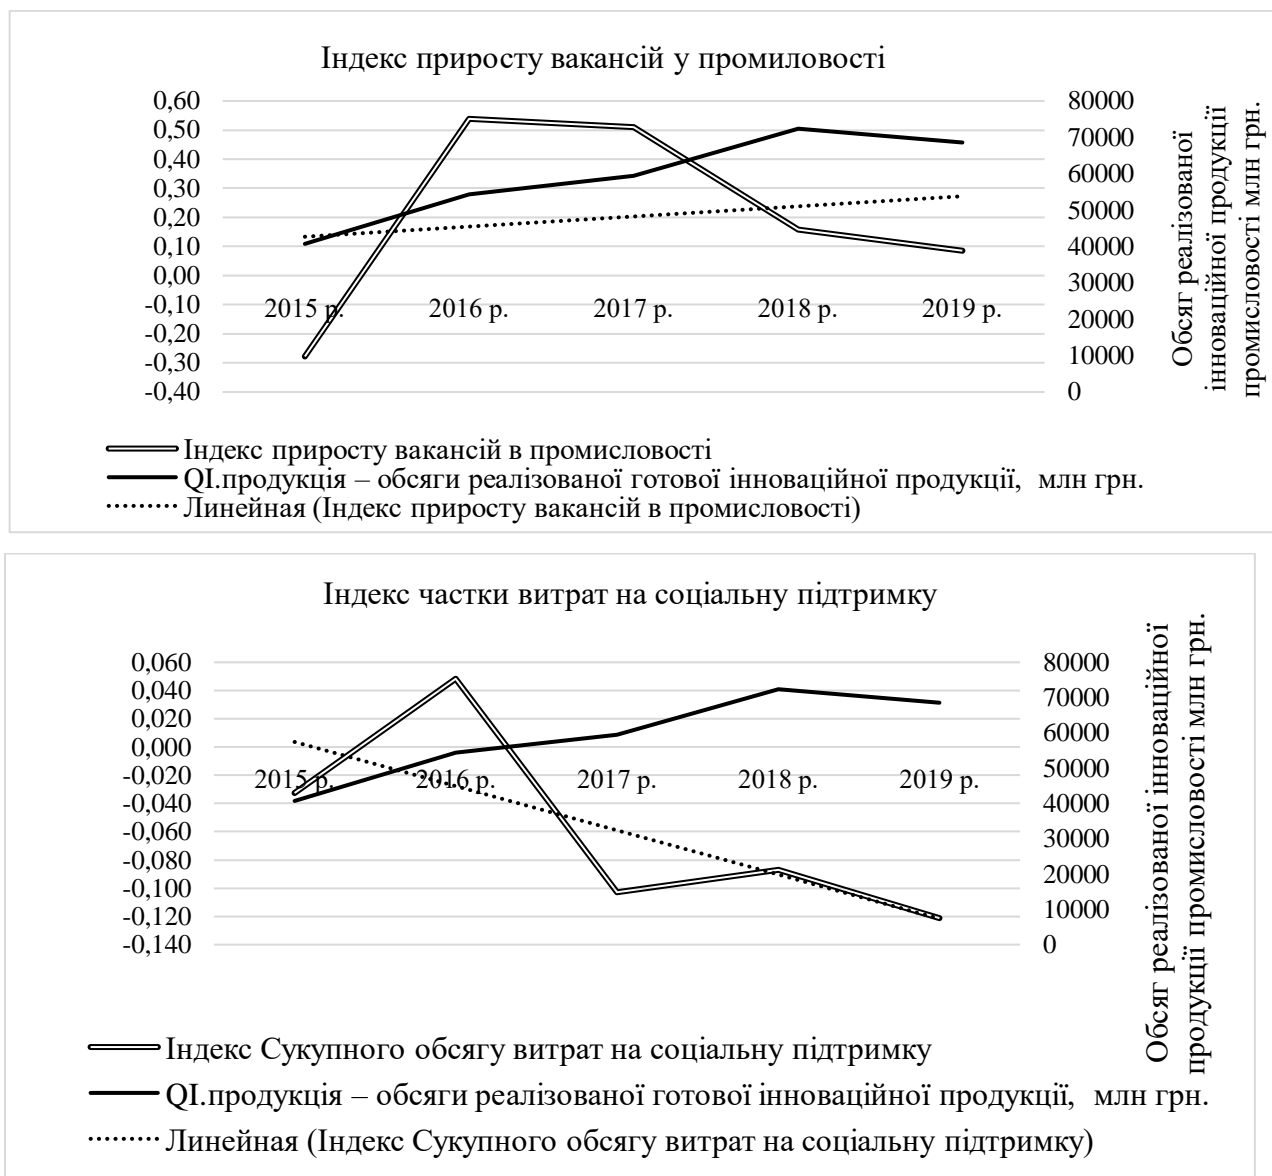 Індекс приросту вакансій у промиловості
0,60
0,50
0,40
0,30
0,20
0,10
0,00
-0,10
-0,20
-0,30
-0,40
2015 р.
2016 р.
2017 р.
2018 р.
2019 р.
80000
70000
60000
50000
40000
30000
20000
10000
0
Обсяг реалізованої
інноваційної продукції
промисловості млн грн.
Індекс приросту вакансій в промисловості
QI.продукція – обсяги реалізованої готової інноваційної продукції, млн грн.
Линейная (Індекс приросту вакансій в промисловості)
Індекс частки витрат на соціальну підтримку
0,060
0,040
0,020
0,000
-0,020
-0,040
-0,060
-0,080
-0,100
-0,120
-0,140
2015 р.
2016 р.
2017 р.
2018 р.
2019 р.
80000
70000
60000
50000
40000
30000
20000
10000
0
Обсяг реалізованої інноваційної
продукції промисловості млн грн.
Індекс Сукупного обсягу витрат на соціальну підтримку
QI.продукція – обсяги реалізованої готової інноваційної продукції, млн грн.
Линейная (Індекс Сукупного обсягу витрат на соціальну підтримку)